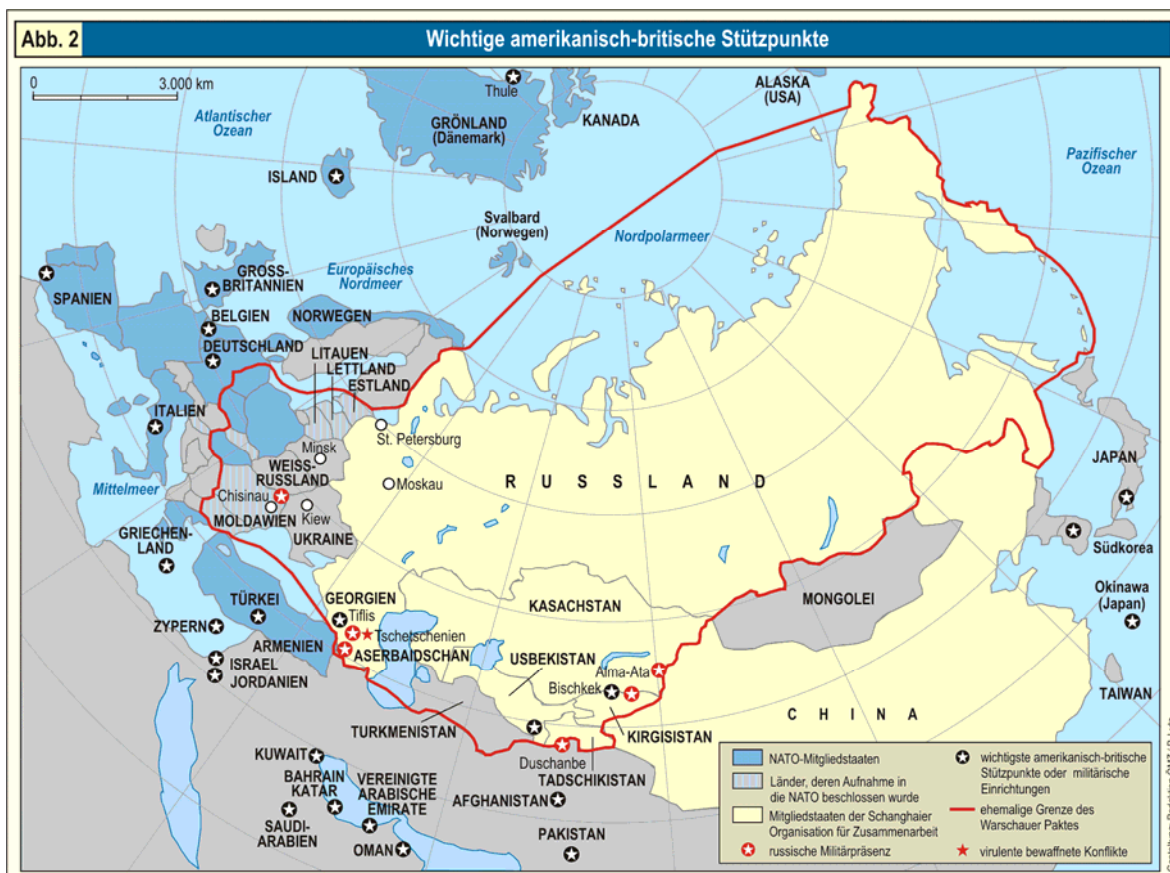 Abb. 2
Wichtige amerikanisch-britische Stützpunkte
0
3.000 km
Atlantischer
Ozean
Thule
GRÖNLAND
(Dänemark)
KANADA
ALASKA
(USA)
Pazifischer
Ozean
ISLAND
Svalbard
(Norwegen)
Nordpolarmeer
Europäisches
Nordmeer
SPANIEN
GROSS-
BRITANNIEN
BELGIEN
NORWEGEN
DEUTSCHLAND
LITAUEN
LETTLAND
ESTLAND
ITALIEN
St. Petersburg
Minsk
WEISS-
RUSSLAND
Moskau
RUSSLAND
JAPAN
Mittelmeer
Chisinau
MOLDAWIEN
Kiew
UKRAINE
GRIECHEN-
LAND
Südkorea
MONGOLEI
Okinawa
(Japan)
TÜRKEI
GEORGIEN
Tiflis
KASACHSTAN
ZYPERN
Tschetschenien
ARMENIEN
ASERBAIDSCHAN
ISRAEL
JORDANIEN
USBEKISTAN
Alma-Ata
Bischkek
TAIWAN
CHINA
TURKMENISTAN
KIRGISISTAN
Duschanbe
TADSCHIKISTAN
KUWAIT
BAHRAIN
KATAR
VEREINIGTE
ARABISCHE
EMIRATE
AFGHANISTAN
SAUDI-
ARABIEN
OMAN
PAKISTAN
NATO-Mitgliedstaaten
Länder, deren Aufnahme in
die NATO beschlossen wurde
Mitgliedstaaten der Schanghaier
Organisation für Zusammenarbeit
russische Militärpräsenz
wichtigste amerikanisch-britische
Stützpunkte oder militärische
Einrichtungen
ehemalige Grenze des
Warschauer Paktes
virulente bewaffnete Konflikte